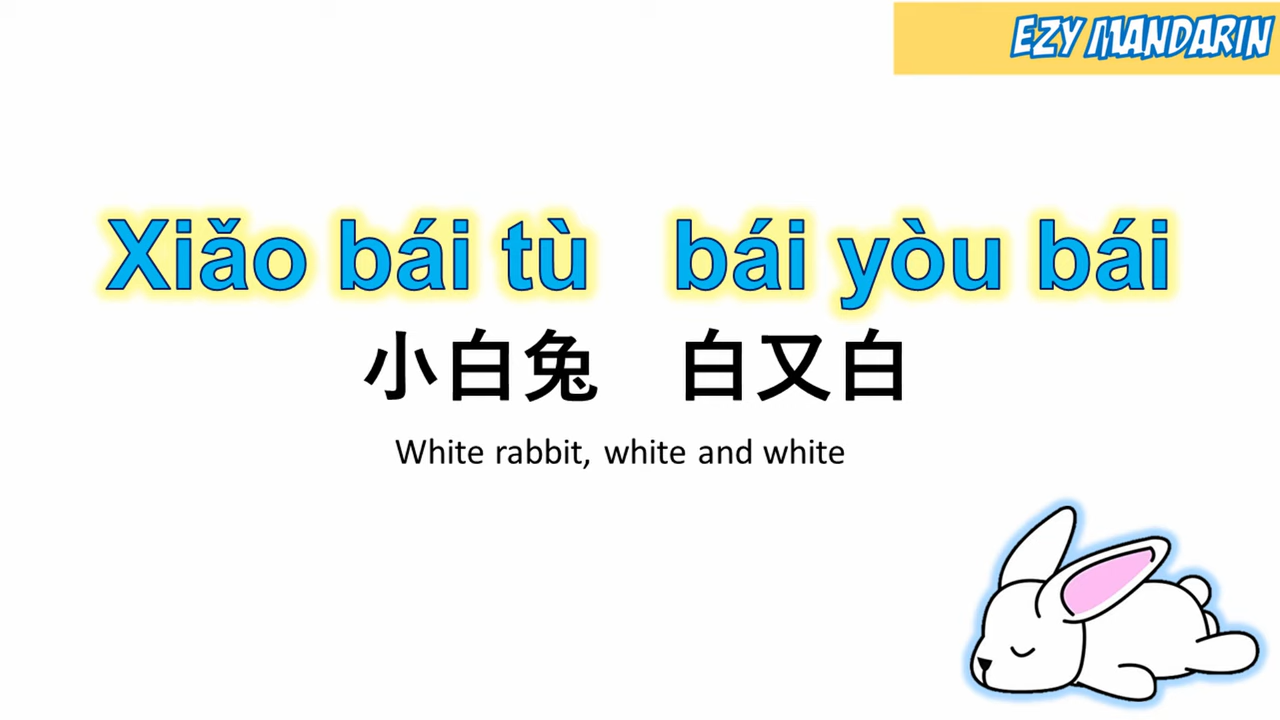 EZY MANDARIN
Xiǎo bái tù bái yòu bái
小白兔 白又白
White rabbit, white and white